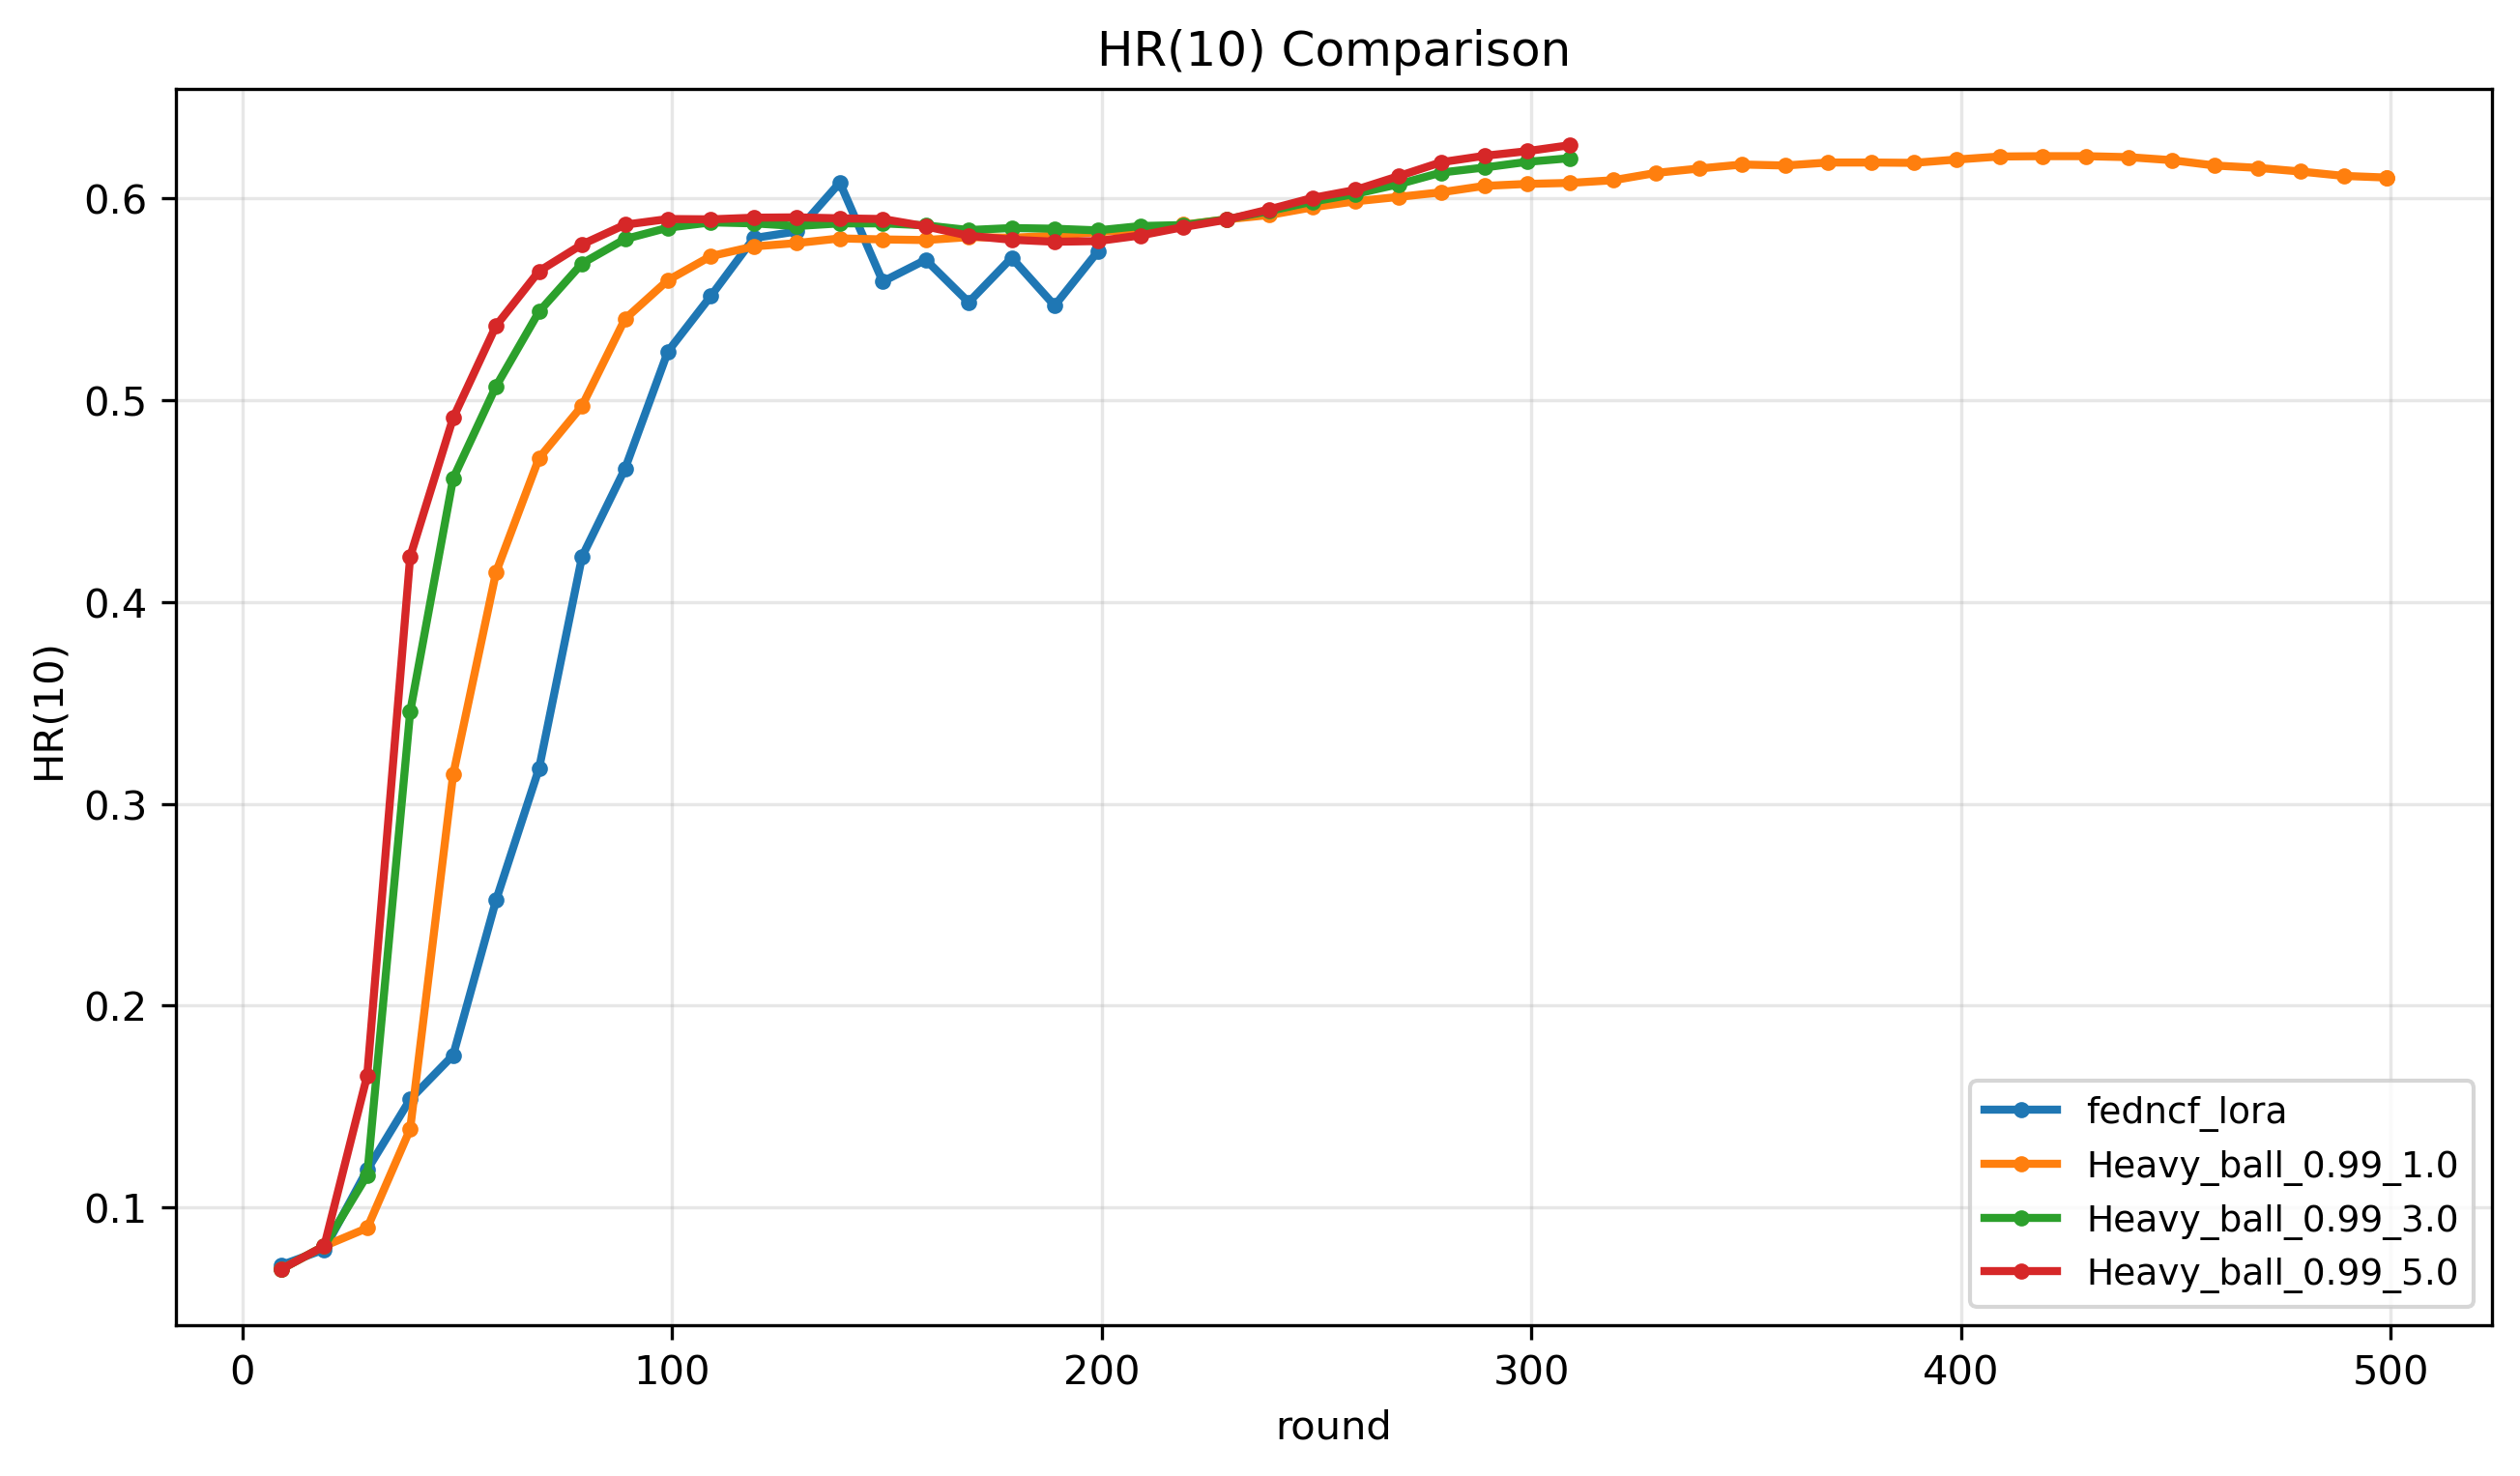 HR(10) Comparison
HR(10)
0.6
0.5
0.4
0.3
0.2
0.1
0 100 200 300 400 500
round
fedncf_lora
Heavy_ball_0.99_1.0
Heavy_ball_0.99_3.0
Heavy_ball_0.99_5.0